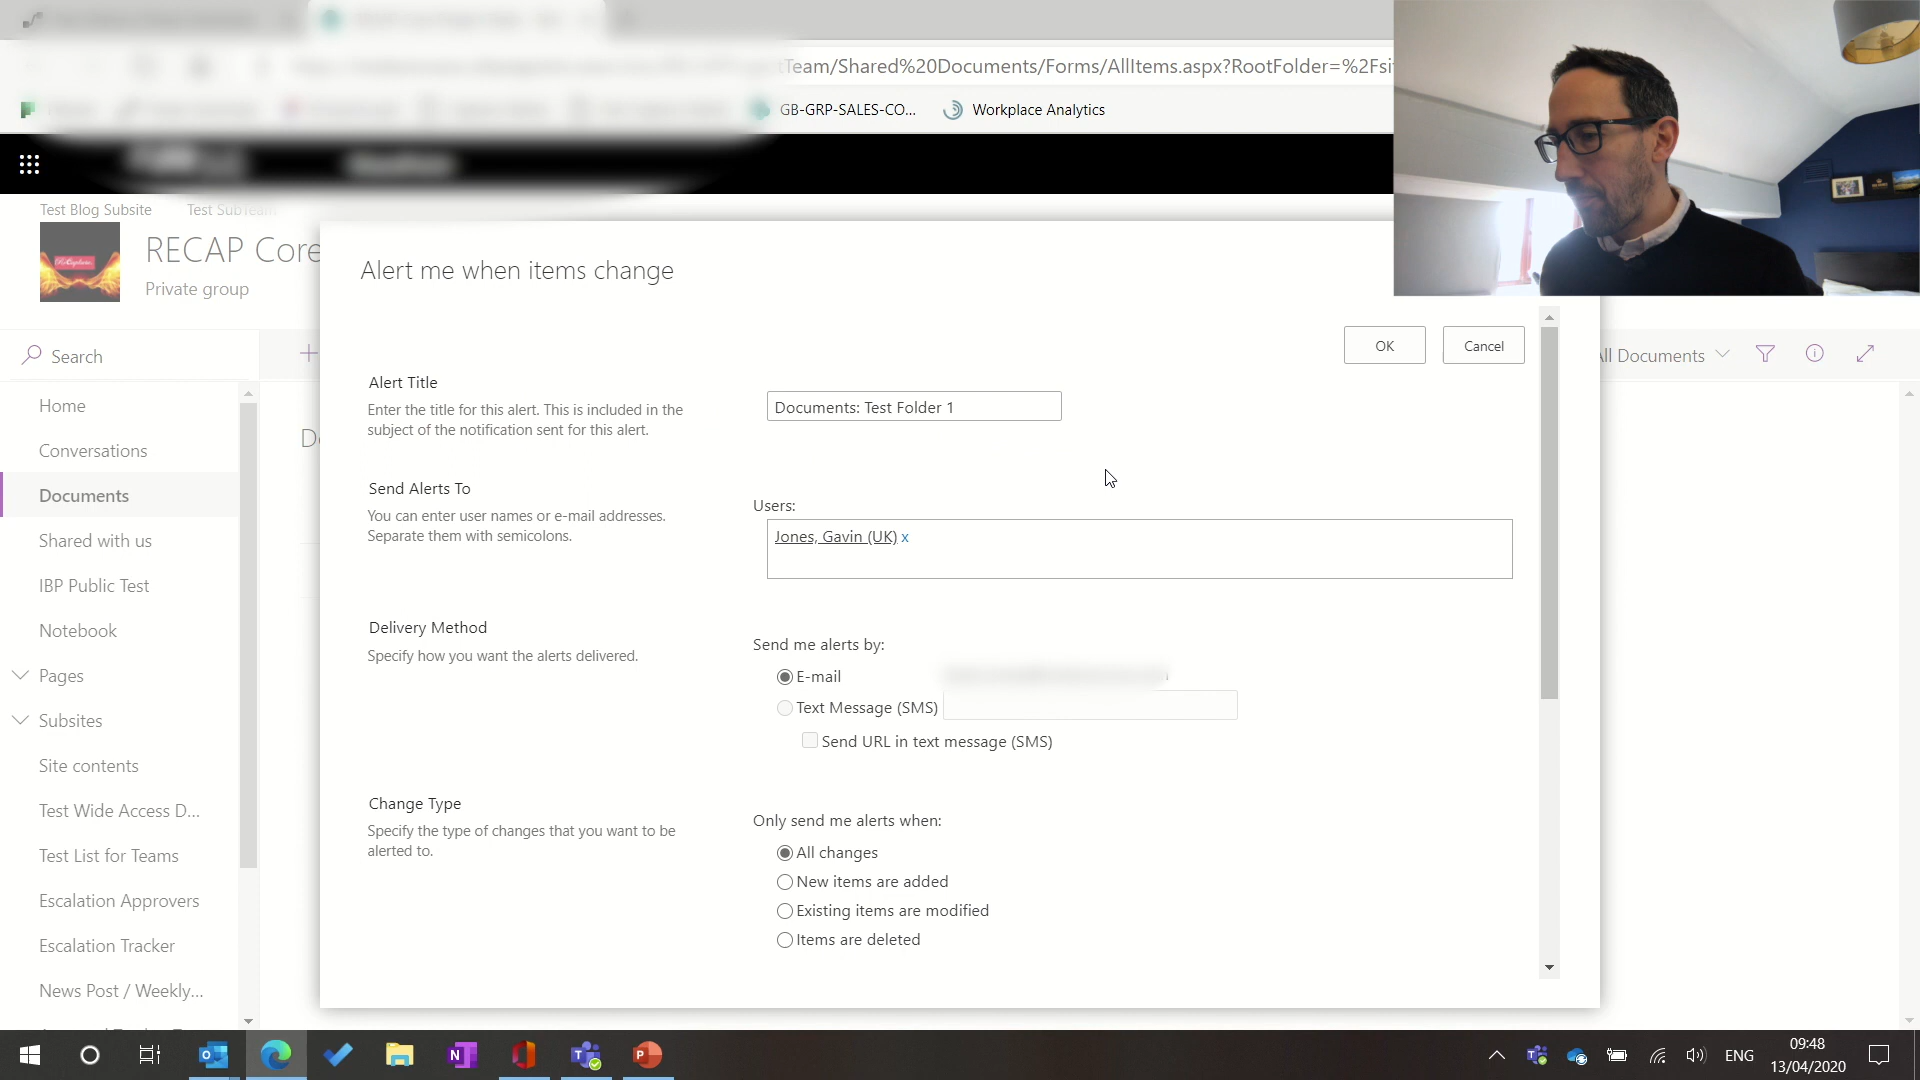 Team/Shared%20Documents/Forms/AllItems.aspx?RootFolder=%2Fsi
GB-GRP-SALES-CO...
Workplace Analytics
Test Blog Subsite
Test SubTeam
RECAP Core
Private group
Alert me when items change
Search
All Documents
OK
Cancel
Home
Conversations
Documents
Shared with us
IBP Public Test
Notebook
Pages
Subsites
Site contents
Test Wide Access D...
Test List for Teams
Escalation Approvers
Escalation Tracker
News Post / Weekly...
Alert Title
Enter the title for this alert. This is included in the
subject of the notification sent for this alert.
Documents: Test Folder 1
Send Alerts To
You can enter user names or e-mail addresses.
Separate them with semicolons.
Users:
Jones, Gavin (UK) x
Delivery Method
Specify how you want the alerts delivered.
Send me alerts by:
E-mail
Text Message (SMS)
Send URL in text message (SMS)
Change Type
Specify the type of changes that you want to be
alerted to.
Only send me alerts when:
All changes
New items are added
Existing items are modified
Items are deleted
ENG
09:48
13/04/2020